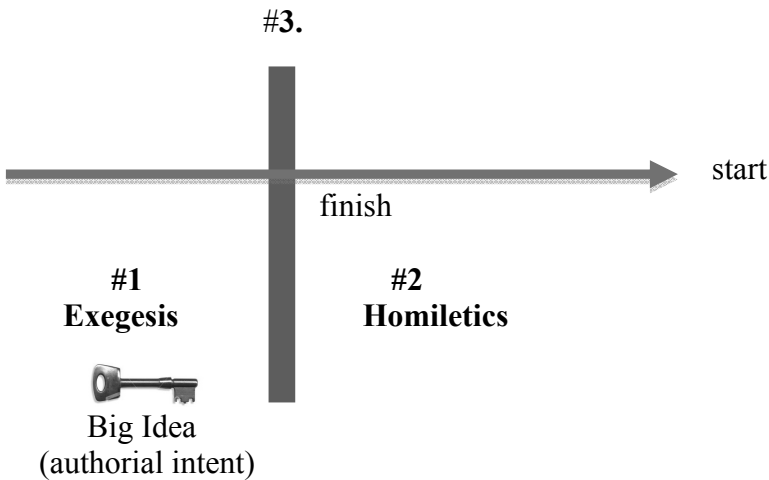 #3.
start
finish
#1
Exegesis
#2
Homiletics
Big Idea
(authorial intent)